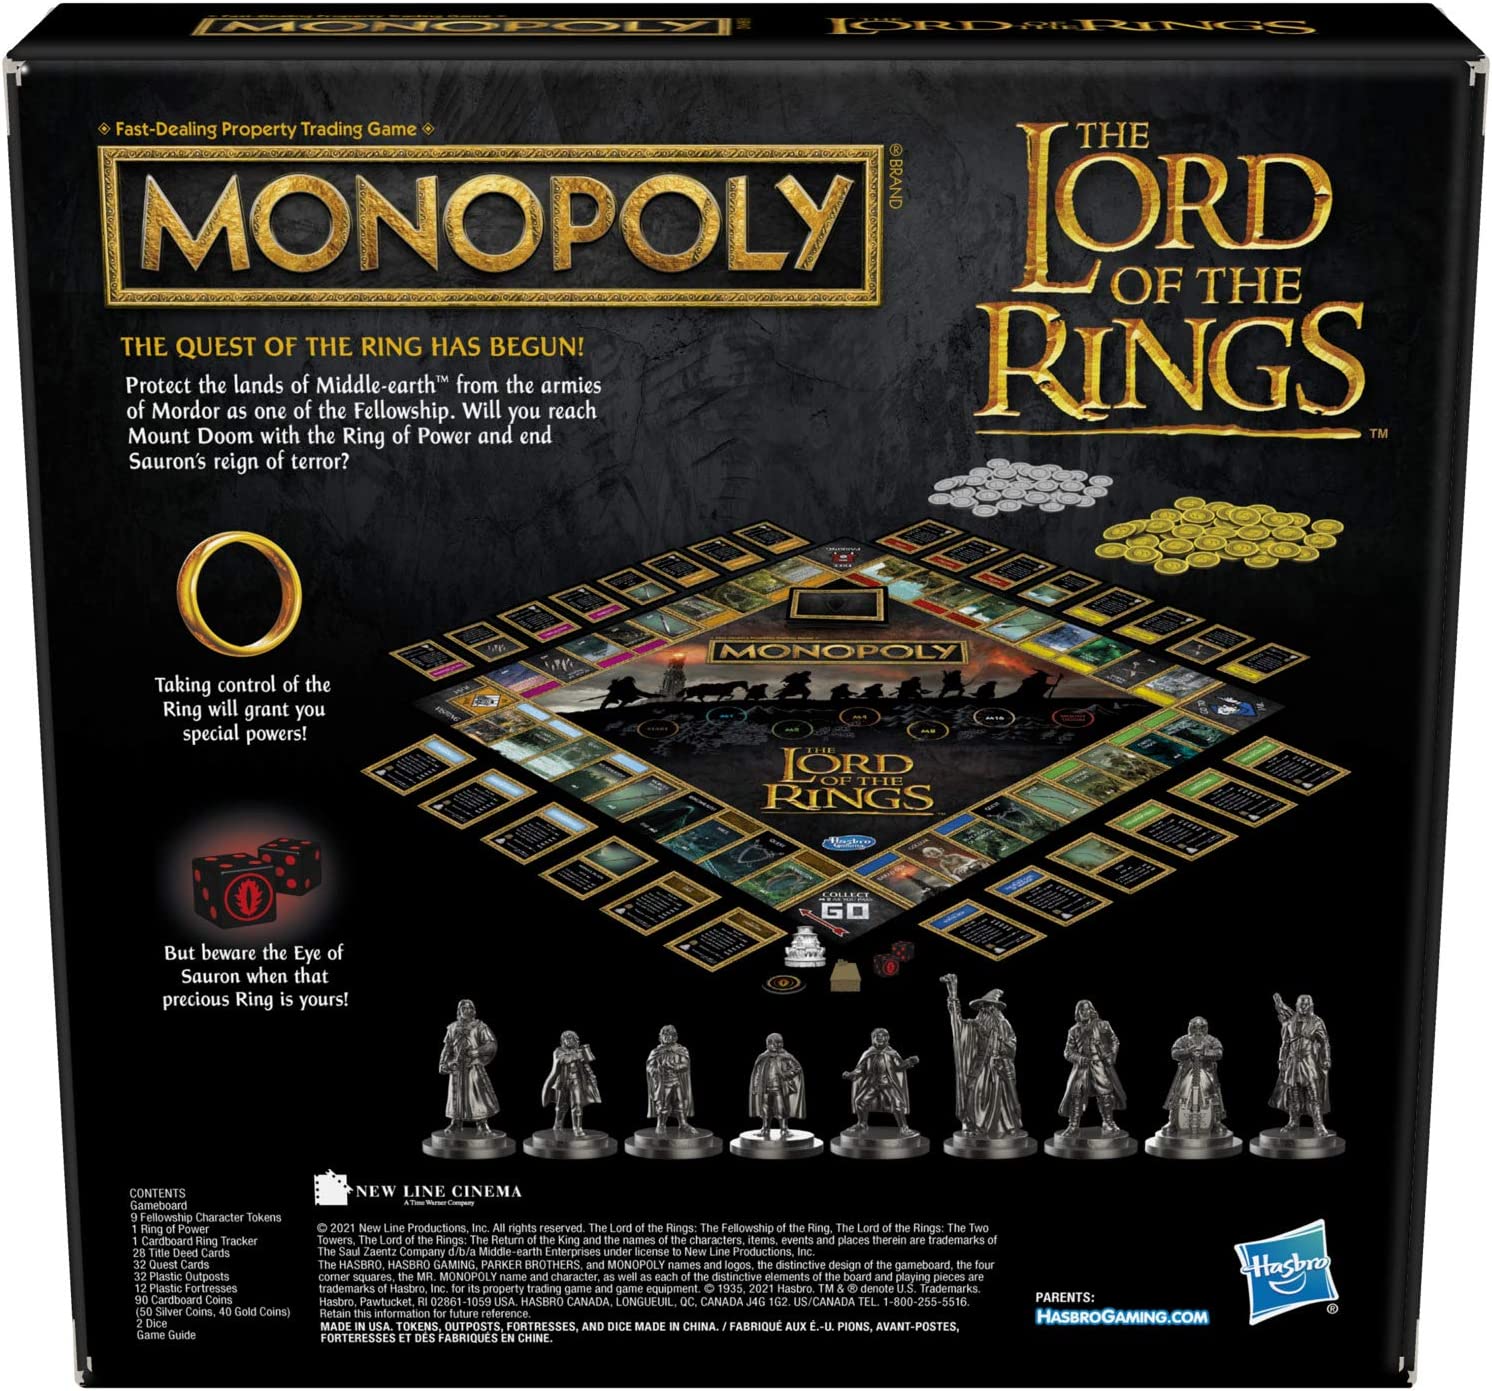 Fast-Dealing Property Trading Game
MONOPOLY
THE LORD OF THE RINGS
Fast-Dealing Property Trading Game
MONOPOLY
® BRAND
THE
LORD
OF THE
RINGS
TM
THE QUEST OF THE RING HAS BEGUN!
Protect the lands of Middle-earth™ from the armies
of Mordor as one of the Fellowship. Will you reach
Mount Doom with the Ring of Power and end
Sauron's reign of terror?
Taking control of the
Ring will grant you
special powers!
But beware the Eye of
Sauron when that
precious Ring is yours!
MONOPOLY
START
MOUNT DOOM
THE
LORD
OF THE
RINGS
Hasbro
Gaming
COLLECT
GO
CONTENTS
Gameboard
9 Fellowship Character Tokens
1 Ring of Power
1 Cardboard Ring Tracker
28 Title Deed Cards
32 Quest Cards
32 Plastic Outposts
12 Plastic Fortresses
90 Cardboard Coins
(50 Silver Coins, 40 Gold Coins)
2 Dice
Game Guide
NEW LINE CINEMA
A Time Warner Company
© 2021 New Line Productions, Inc. All rights reserved. The Lord of the Rings: The Fellowship of the Ring, The Lord of the Rings: The Two
Towers, The Lord of the Rings: The Return of the King and the names of the characters, items, events and places therein are trademarks of
The Saul Zaentz Company d/b/a Middle-earth Enterprises under license to New Line Productions, Inc.
The HASBRO, HASBRO GAMING, PARKER BROTHERS, and MONOPOLY names and logos, the distinctive design of the gameboard, the four
corner squares, the MR. MONOPOLY name and character, as well as each of the distinctive elements of the board and playing pieces are
trademarks of Hasbro, Inc. for its property trading game and game equipment. © 1935, 2021 Hasbro. TM & ® denote U.S. Trademarks.
Hasbro, Pawtucket, RI 02861-1059 USA. HASBRO CANADA, LONGUEUIL, QC, CANADA J4G 1G2. US/CANADA TEL. 1-800-255-5516.
Retain this information for future reference.
MADE IN USA. TOKENS, OUTPOSTS, FORTRESSES, AND DICE MADE IN CHINA. / FABRIQUÉ AUX É.-U. PIONS, AVANT-POSTES,
FORTERESSES ET DÉS FABRIQUÉS EN CHINE.
PARENTS:
HASBROGAMING.COM
Hasbro
®